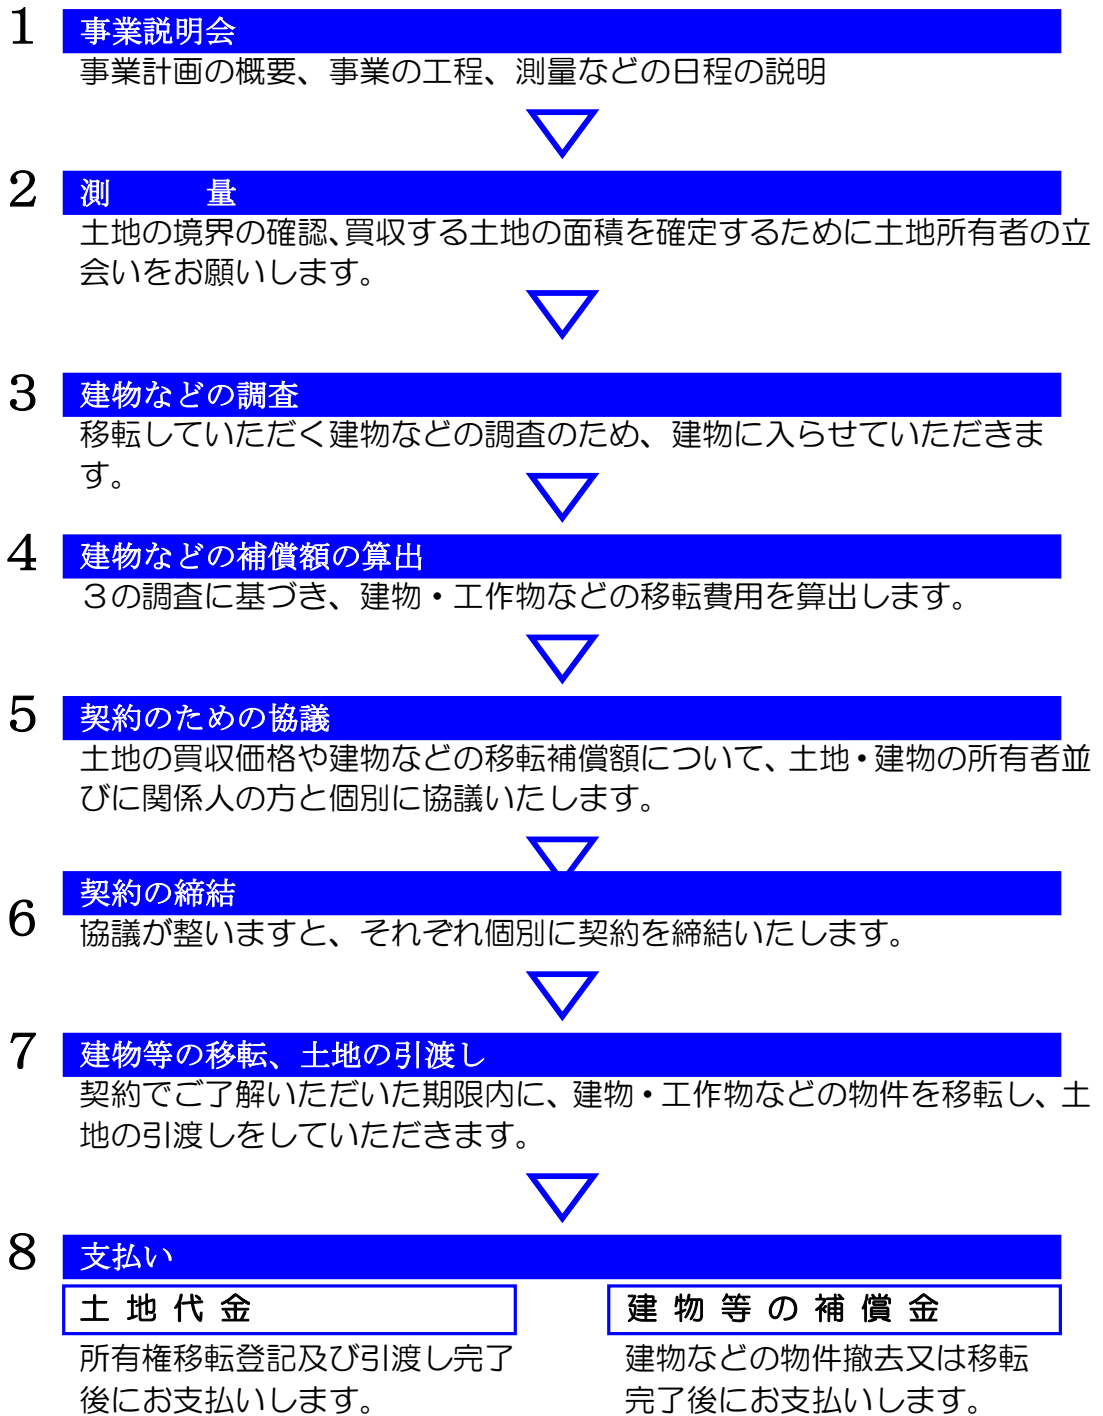 1 事業説明会
事業計画の概要、事業の工程、測量などの日程の説明
2 測　　　量
土地の境界の確認、買収する土地の面積を確定するために土地所有者の立
会いをお願いします。
3 建物などの調査
移転していただく建物などの調査のため、建物に入らせていただきま
す。
4 建物などの補償額の算出
３の調査に基づき、建物・工作物などの移転費用を算出します。
5 契約のための協議
土地の買収価格や建物などの移転補償額について、土地・建物の所有者並
びに関係人の方と個別に協議いたします。
6 契約の締結
協議が整いますと、それぞれ個別に契約を締結いたします。
7 建物等の移転、土地の引渡し
契約でご了解いただいた期限内に、建物・工作物などの物件を移転し、土
地の引渡しをしていただきます。
8 支払い
土 地 代 金
所有権移転登記及び引渡し完了
後にお支払いします。
建 物 等 の 補 償 金
建物などの物件撤去又は移転
完了後にお支払いします。